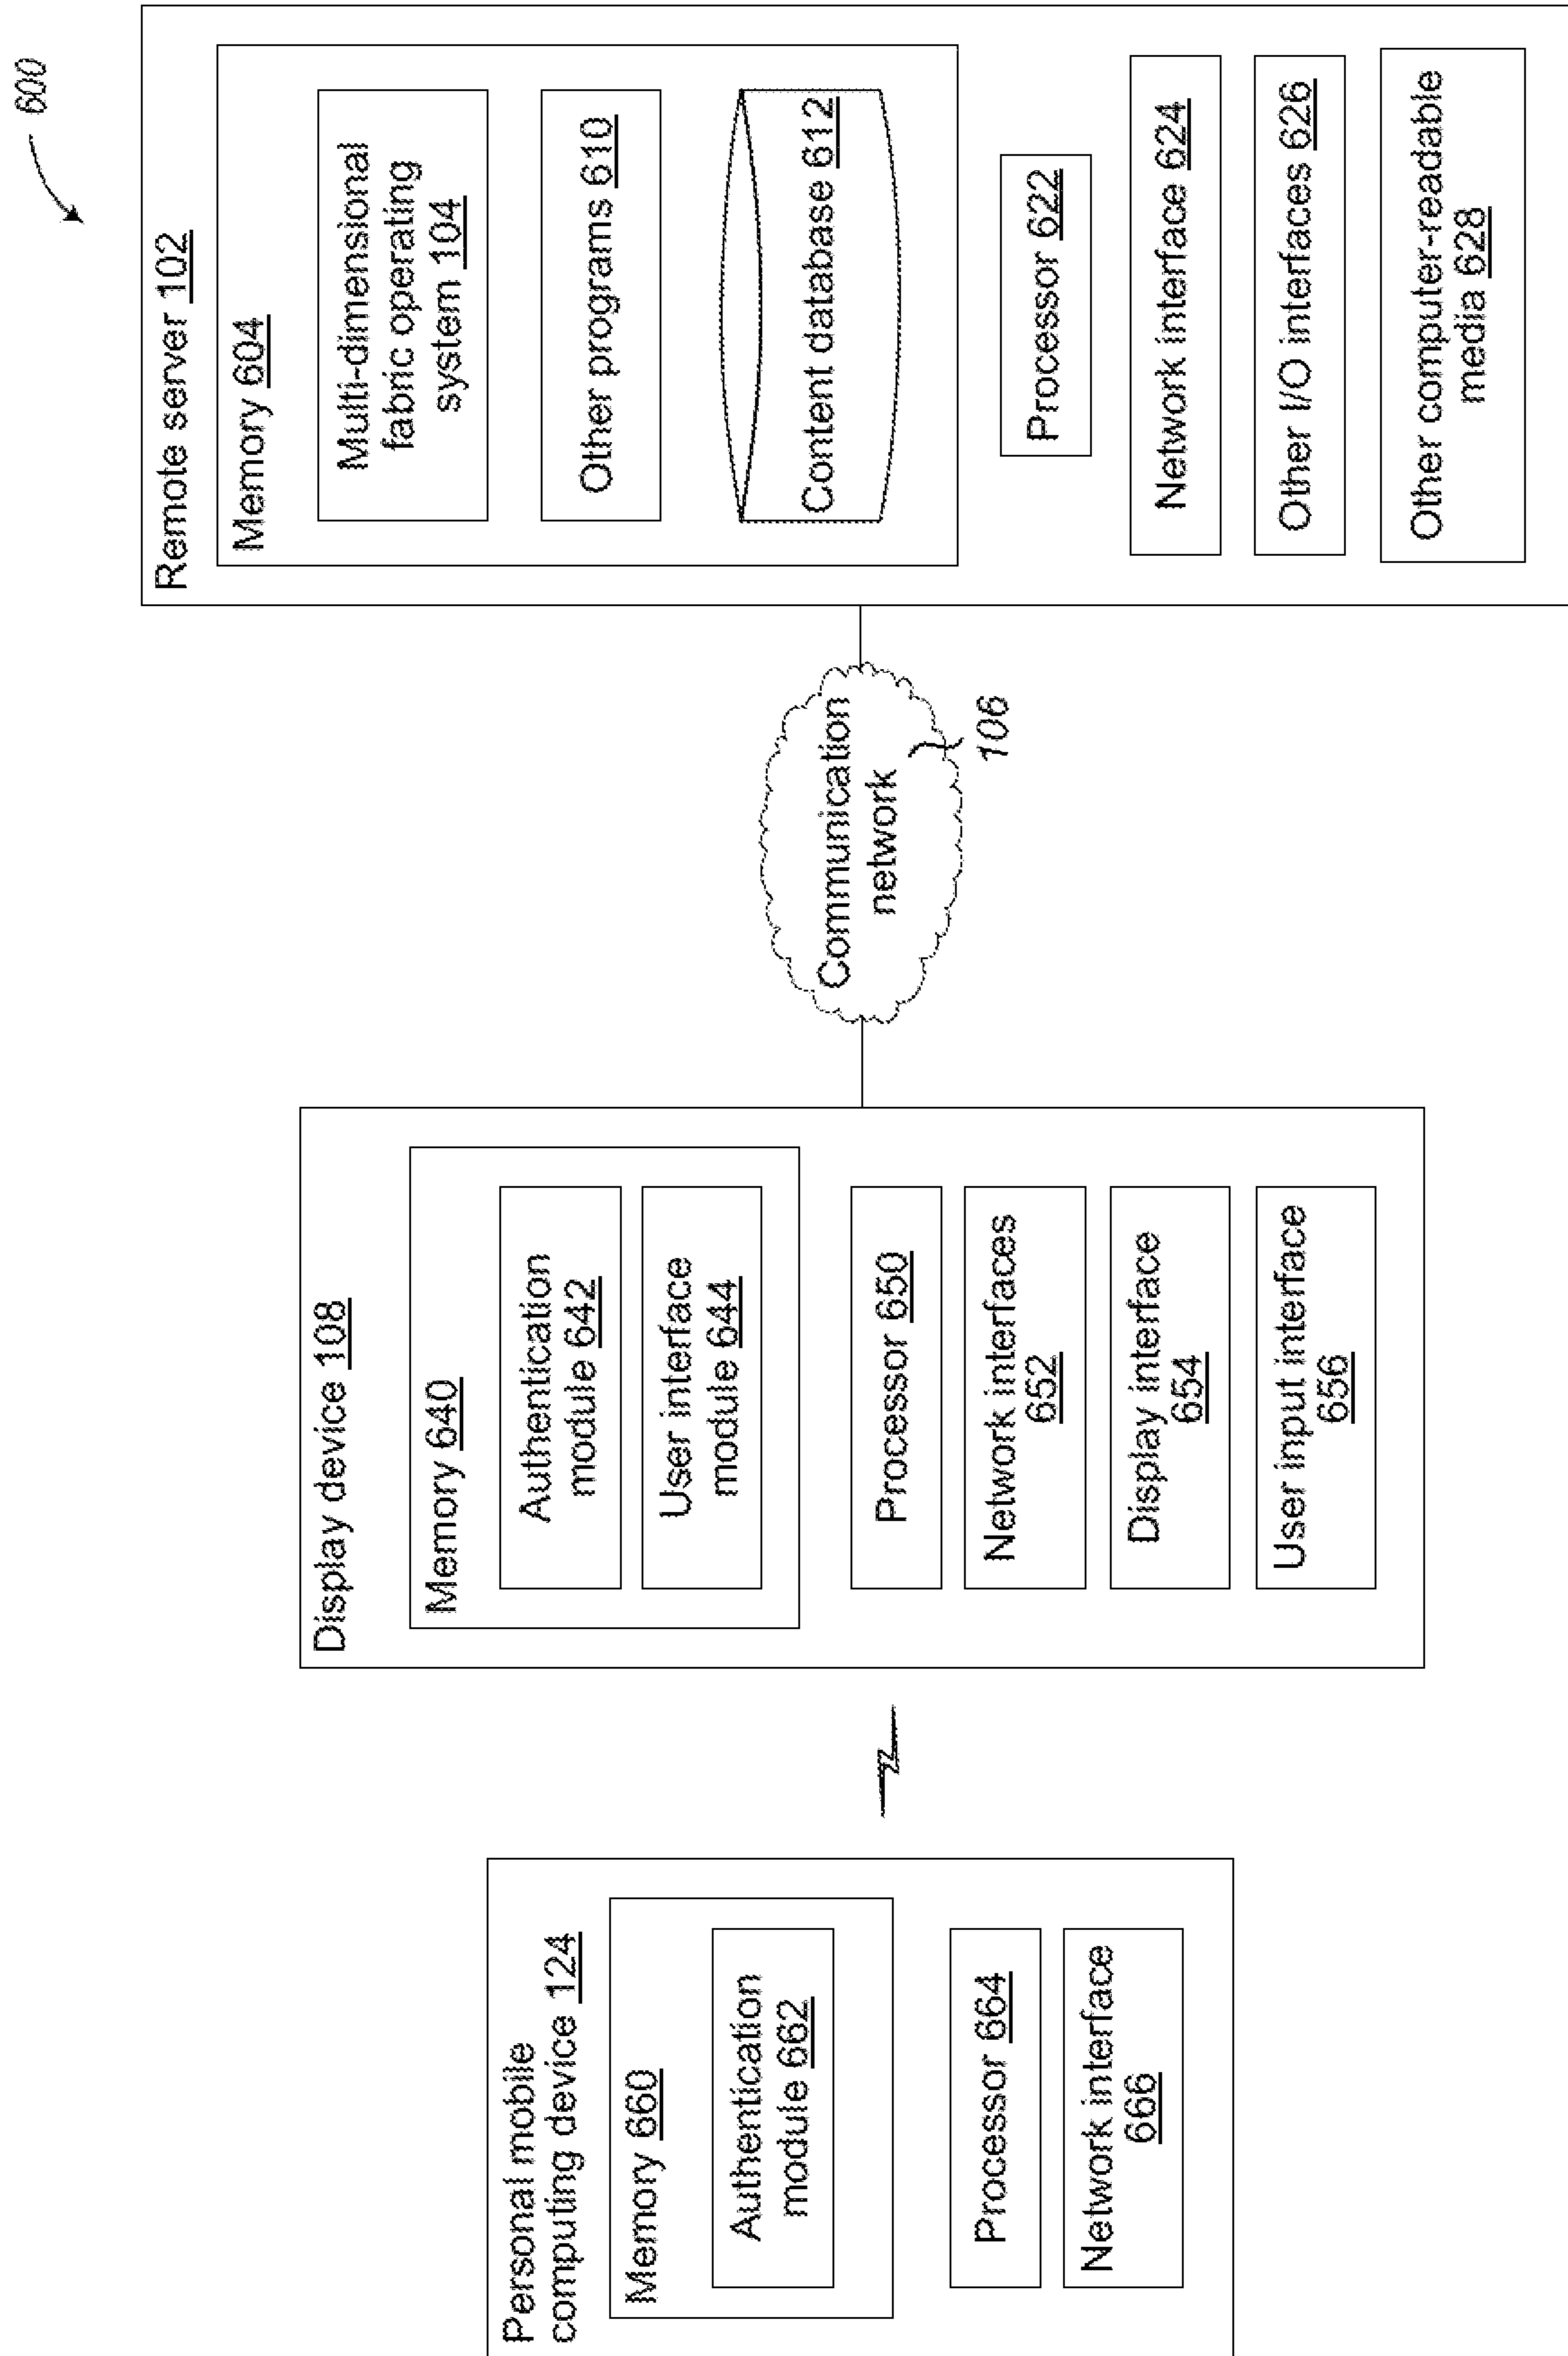 600
Personal mobile
computing device 124
Memory 660
Authentication
module 662
Processor 664
Network interface
666
Display device 108
Memory 640
Authentication
module 642
User interface
module 644
Processor 650
Network interfaces
652
Display interface
654
User input interface
656
Communication
network
106
Remote server 102
Memory 604
Multi-dimensional
fabric operating
system 104
Other programs 610
Content database 612
Processor 622
Network interface 624
Other I/O interfaces 626
Other computer-readable
media 628